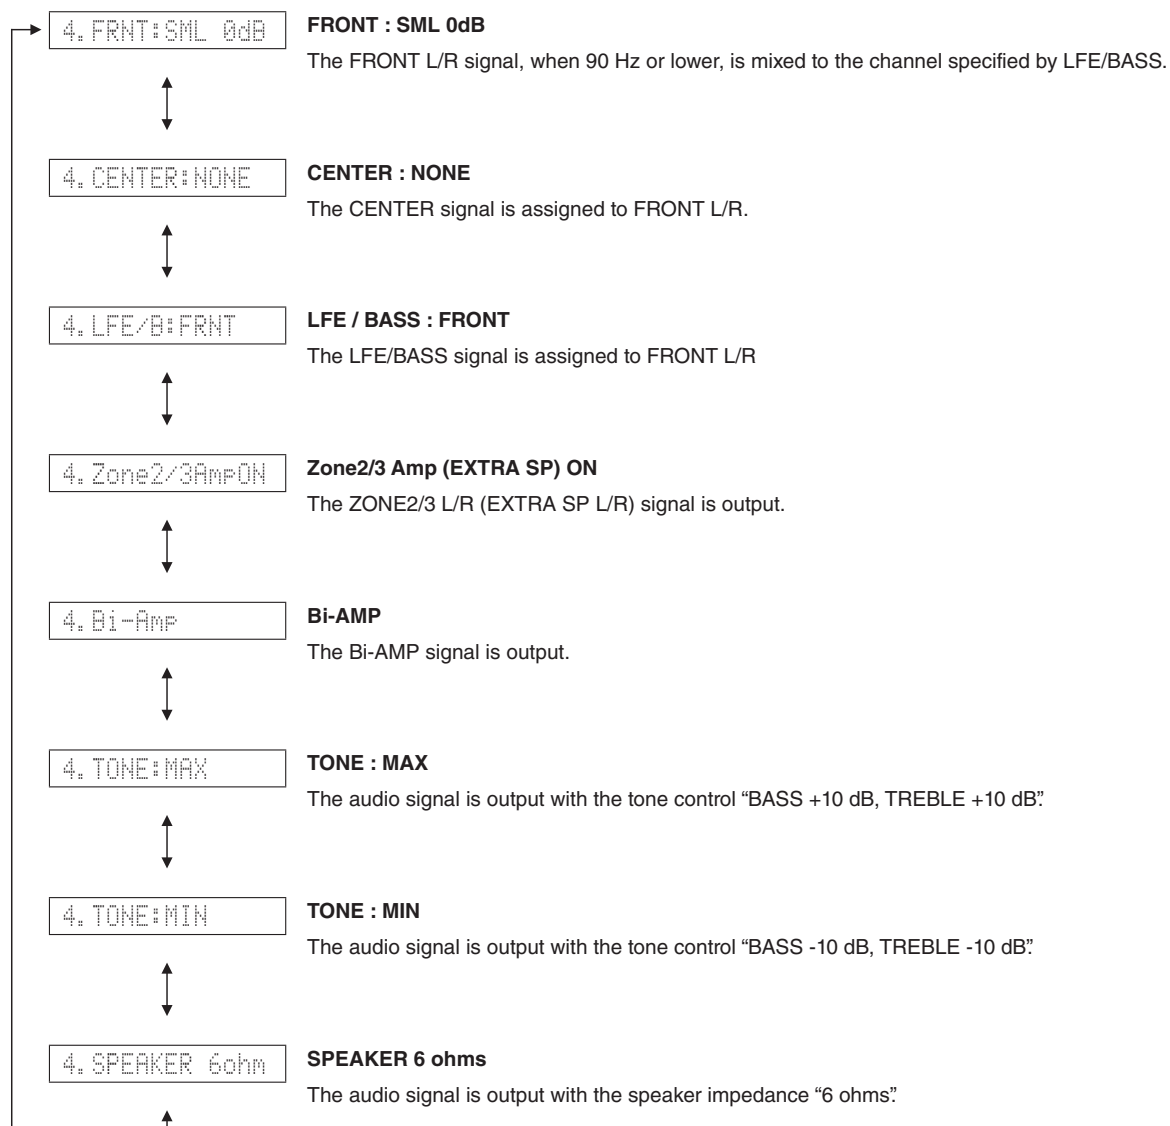 4.FRNT:SML 0dB
FRONT : SML 0dB
The FRONT L/R signal, when 90 Hz or lower, is mixed to the channel specified by LFE/BASS.
4.CENTER:NONE
CENTER : NONE
The CENTER signal is assigned to FRONT L/R.
4.LFE/B:FRNT
LFE / BASS : FRONT
The LFE/BASS signal is assigned to FRONT L/R
4.Zone2/3AmpON
Zone2/3 Amp (EXTRA SP) ON
The ZONE2/3 L/R (EXTRA SP L/R) signal is output.
4.Bi-Amp
Bi-AMP
The Bi-AMP signal is output.
4.TONE:MAX
TONE : MAX
The audio signal is output with the tone control “BASS +10 dB, TREBLE +10 dB”.
4.TONE:MIN
TONE : MIN
The audio signal is output with the tone control “BASS -10 dB, TREBLE -10 dB”.
4.SPEAKER 6ohm
SPEAKER 6 ohms
The audio signal is output with the speaker impedance “6 ohms”.